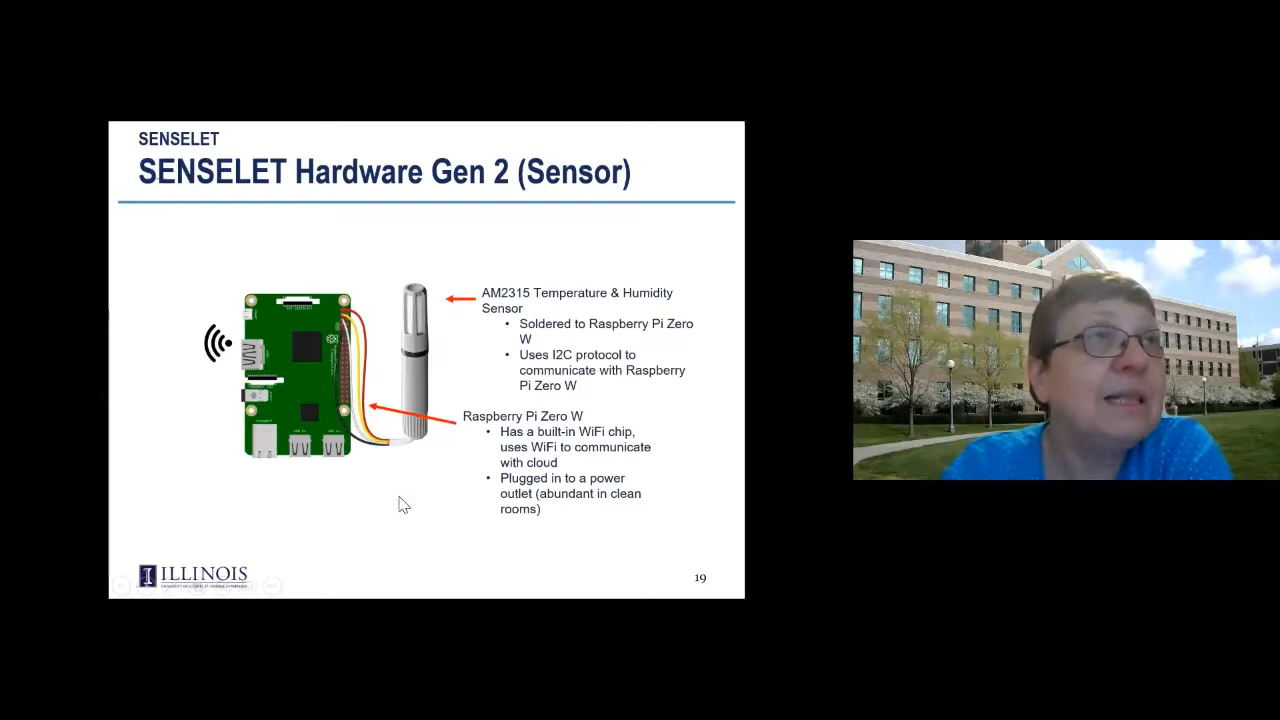 SENSELET
SENSELET Hardware Gen 2 (Sensor)
AM2315 Temperature & Humidity
Sensor
• Soldered to Raspberry Pi Zero
W
• Uses I2C protocol to
communicate with Raspberry
Pi Zero W
Raspberry Pi Zero W
• Has a built-in WiFi chip,
uses WiFi to communicate
with cloud
• Plugged in to a power
outlet (abundant in clean
rooms)
I ILLINOIS
19